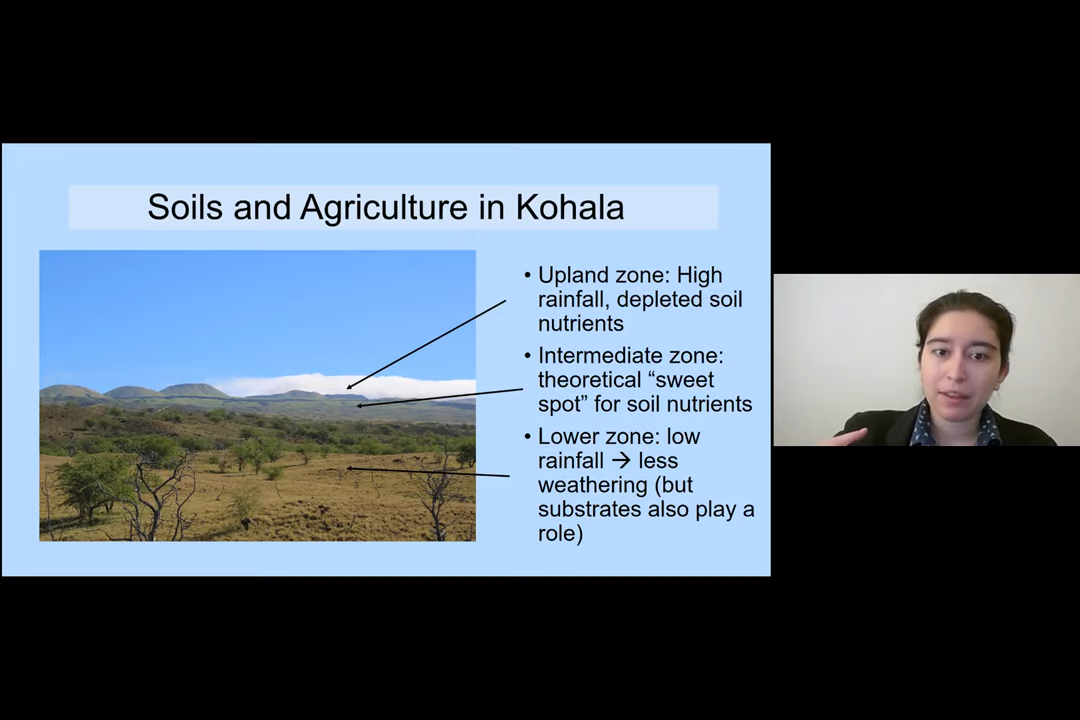 Soils and Agriculture in Kohala
• Upland zone: High
rainfall, depleted soil
nutrients
• Intermediate zone:
theoretical “sweet
spot” for soil nutrients
• Lower zone: low
rainfall → less
weathering (but
substrates also play a
role)